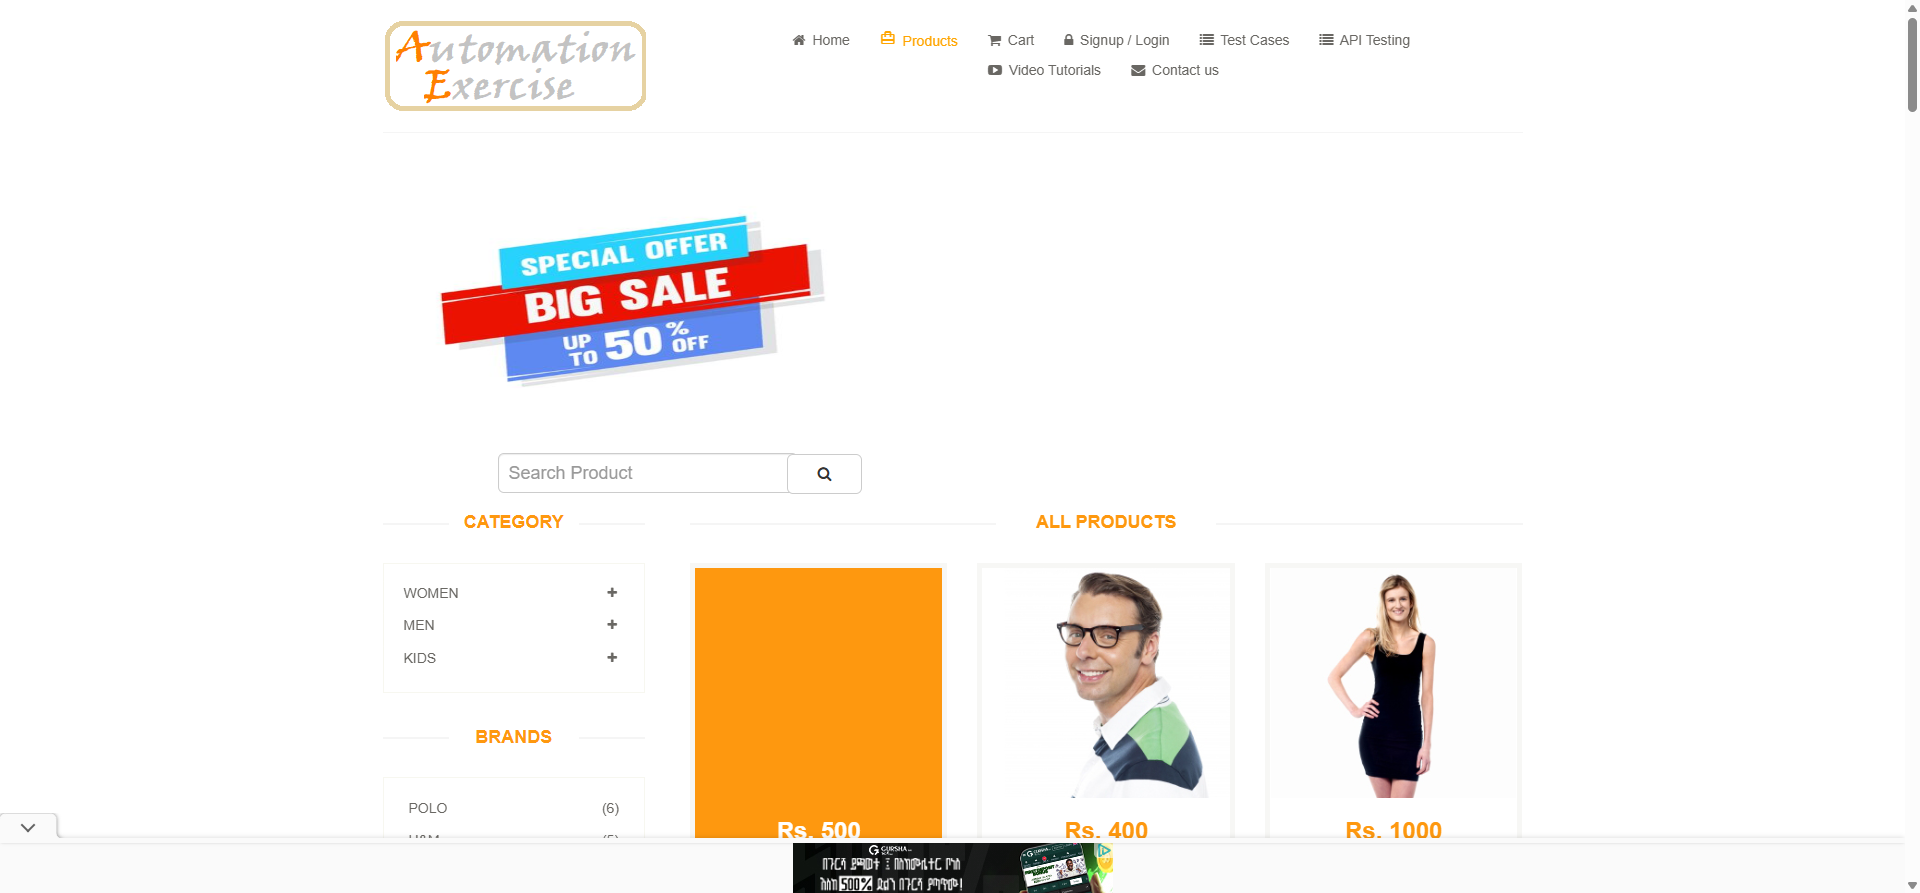 Automation
Exercise
Home
Products
Cart
Signup / Login
Test Cases
API Testing
Video Tutorials
Contact us
SPECIAL OFFER
BIG SALE
UP TO 50% OFF
Search Product
CATEGORY
ALL PRODUCTS
WOMEN
MEN
KIDS
BRANDS
POLO (6)
Rs. 500
Rs. 400
Rs. 1000
GURSHA
500%